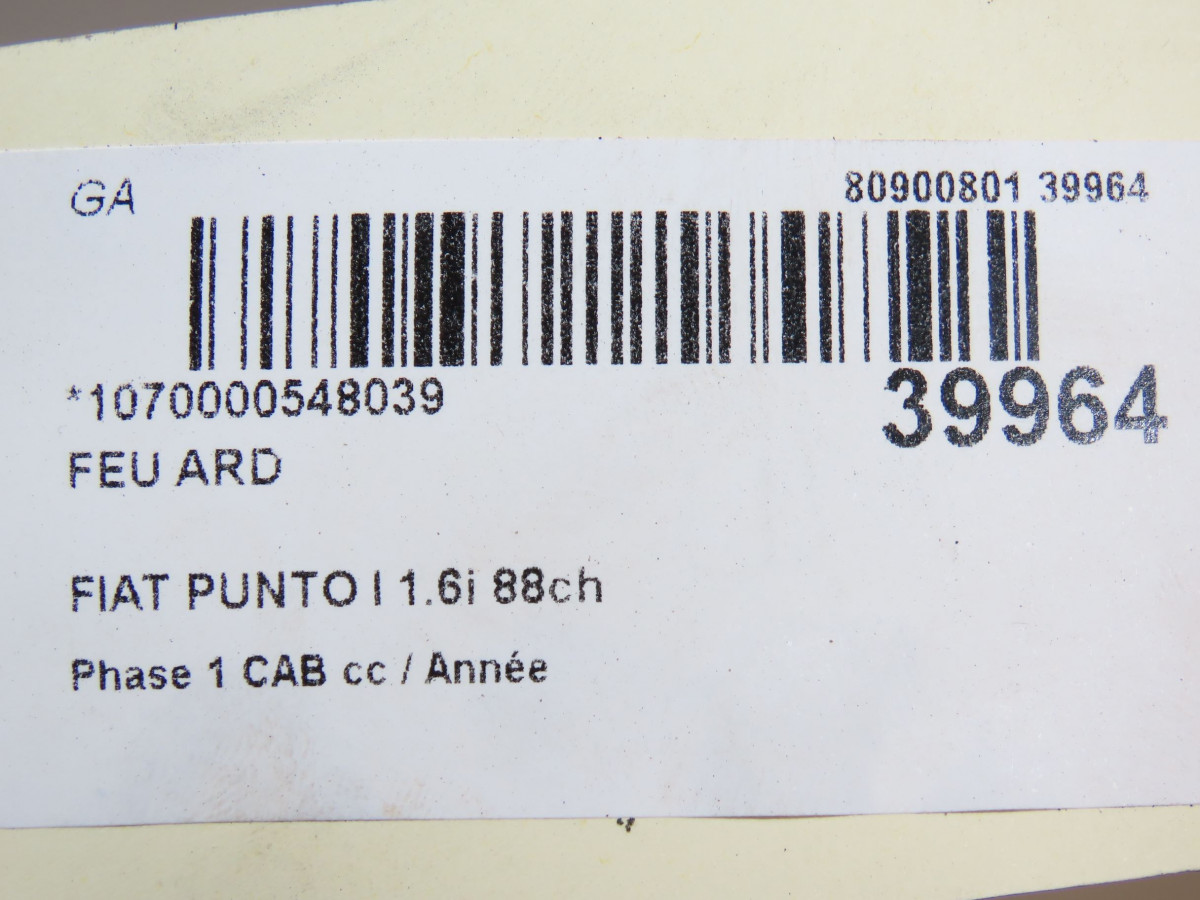 GA
80900801 39964
*1070000548039
39964
FEU ARD
FIAT PUNTO I 1.6i 88ch
Phase 1 CAB cc / Année